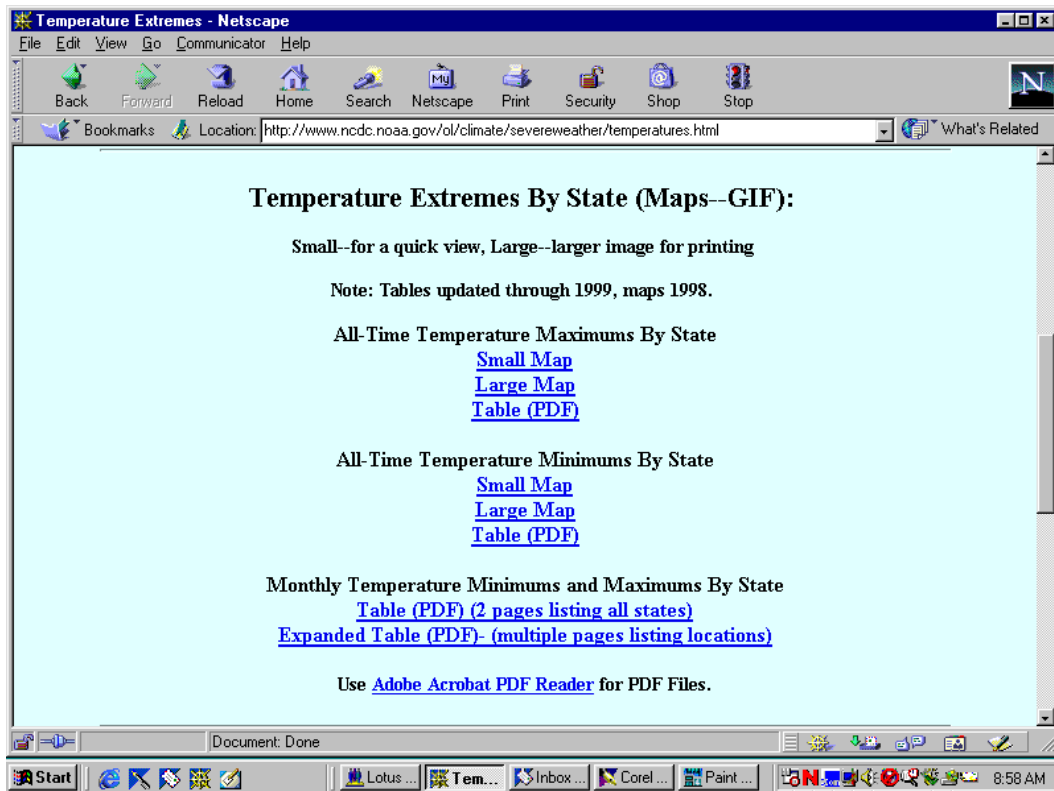 Temperature Extremes - Netscape
File Edit View Go Communicator Help
My
N
Back Forward Reload Home Search Netscape Print Security Shop Stop
Bookmarks Location: http://www.ncdc.noaa.gov/ol/climate/severeweather/temperatures.html What's Related
Temperature Extremes By State (Maps--GIF):
Small--for a quick view, Large--larger image for printing
Note: Tables updated through 1999, maps 1998.
All-Time Temperature Maximums By State
Small Map
Large Map
Table (PDF)
All-Time Temperature Minimums By State
Small Map
Large Map
Table (PDF)
Monthly Temperature Minimums and Maximums By State
Table (PDF) (2 pages listing all states)
Expanded Table (PDF)- (multiple pages listing locations)
Use Adobe Acrobat PDF Reader for PDF Files.
Document: Done
Start Lotus ... Tem... Inbox ... Corel ... Paint ... N 8:58 AM